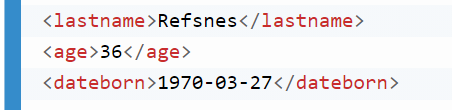 <lastname>Refsnes</lastname>
<age>36</age>
<dateborn>1970-03-27</dateborn>